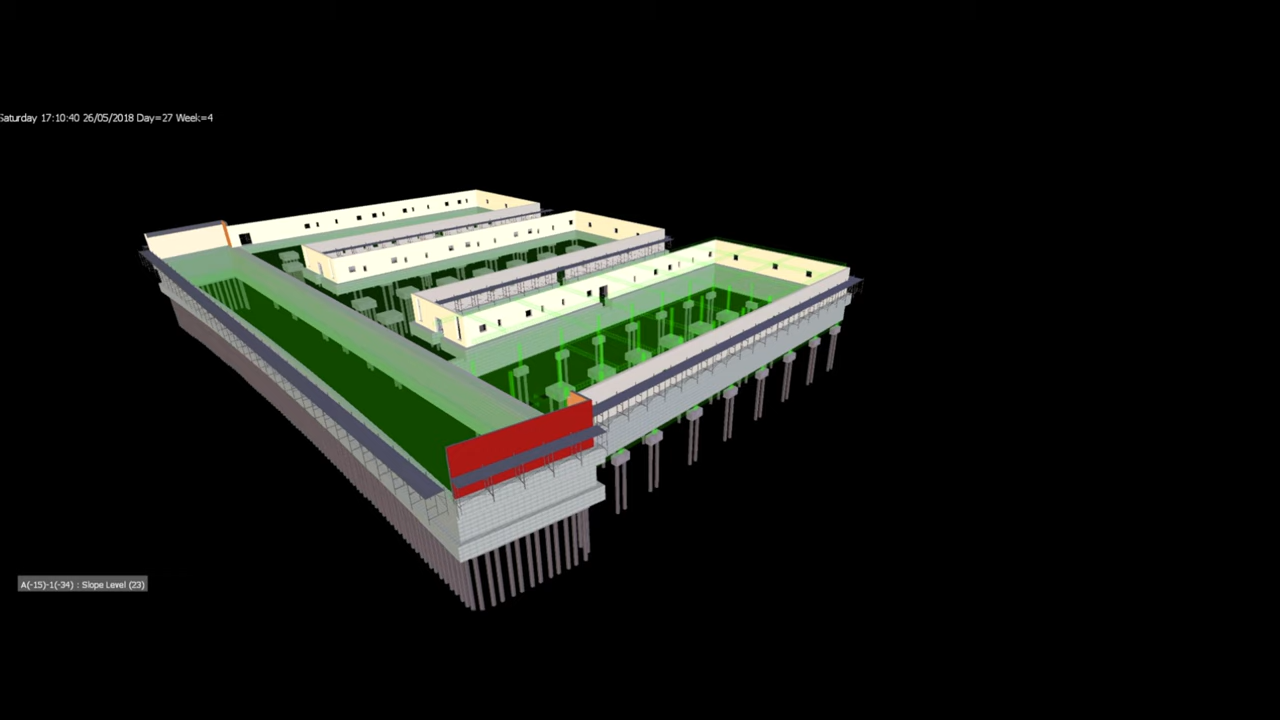 Saturday 17:10:40 26/05/2018 Day=27 Week=4
A(-15)-1(-34) : Slope Level (23)